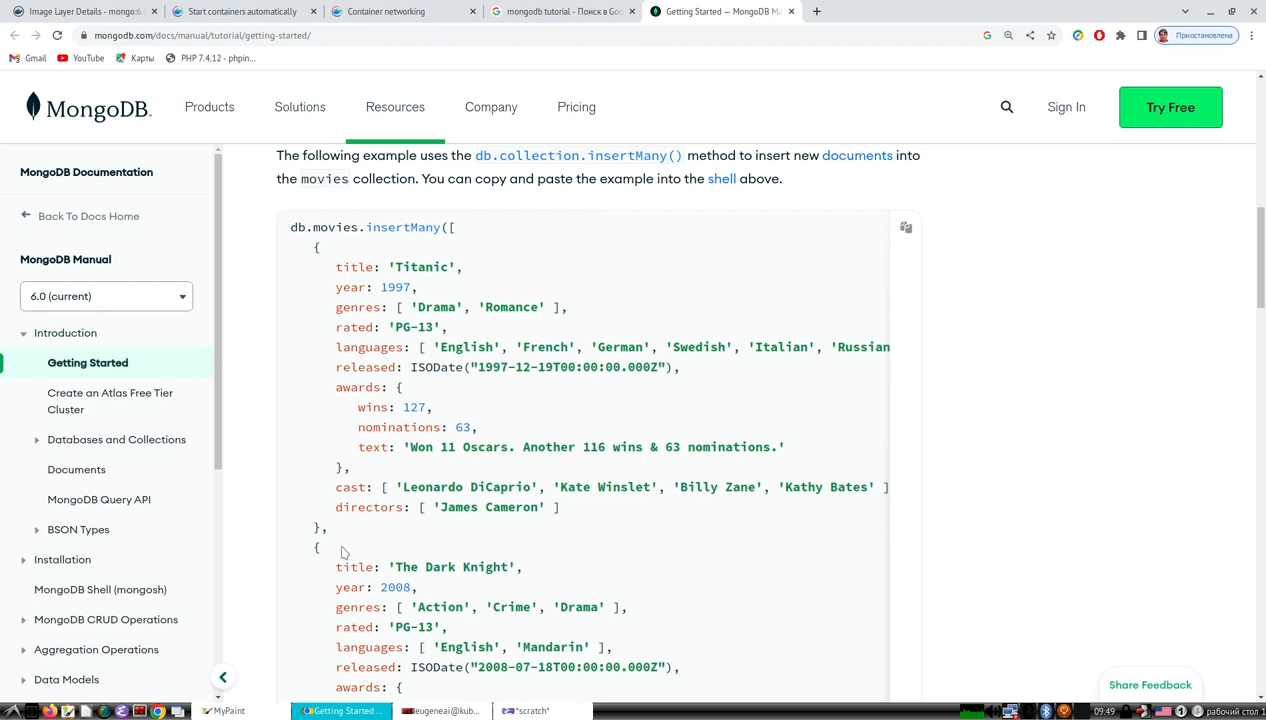 Image Layer Details - mongo:6.0
Start containers automatically
Container networking
mongodb tutorial - Поиск в Goo
Getting Started — MongoDB Ma
mongodb.com/docs/manual/tutorial/getting-started/
Приостановлена
Gmail
YouTube
Карты
PHP 7.4.12 - phpin...
MongoDB.
Products
Solutions
Resources
Company
Pricing
Sign In
Try Free
MongoDB Documentation
Back To Docs Home
MongoDB Manual
6.0 (current)
Introduction
Getting Started
Create an Atlas Free Tier
Cluster
Databases and Collections
Documents
MongoDB Query API
BSON Types
Installation
MongoDB Shell (mongosh)
MongoDB CRUD Operations
Aggregation Operations
Data Models
The following example uses the db.collection.insertMany() method to insert new documents into
the movies collection. You can copy and paste the example into the shell above.
db.movies.insertMany([
{
title: 'Titanic',
year: 1997,
genres: [ 'Drama', 'Romance' ],
rated: 'PG-13',
languages: [ 'English', 'French', 'German', 'Swedish', 'Italian', 'Russian
released: ISODate("1997-12-19T00:00:00.000Z"),
awards: {
wins: 127,
nominations: 63,
text: 'Won 11 Oscars. Another 116 wins & 63 nominations.'
},
cast: [ 'Leonardo DiCaprio', 'Kate Winslet', 'Billy Zane', 'Kathy Bates' ]
directors: [ 'James Cameron' ]
},
{
title: 'The Dark Knight',
year: 2008,
genres: [ 'Action', 'Crime', 'Drama' ],
rated: 'PG-13',
languages: [ 'English', 'Mandarin' ],
released: ISODate("2008-07-18T00:00:00.000Z"),
awards: {
Share Feedback
MyPaint
Getting Started...
eugeneai@kub...
*scratch*
09:49
рабочий стол 1